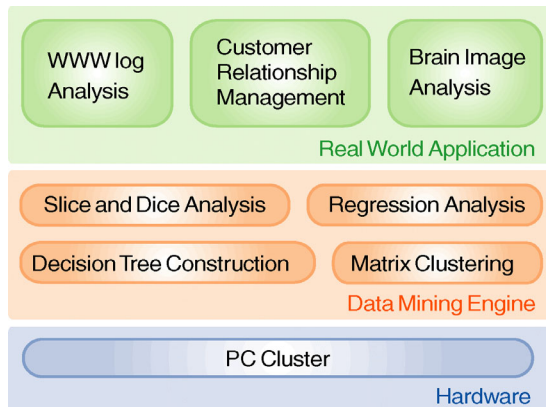 WWW log
Analysis
Customer
Relationship
Management
Brain Image
Analysis
Real World Application
Slice and Dice Analysis
Regression Analysis
Decision Tree Construction
Matrix Clustering
Data Mining Engine
PC Cluster
Hardware